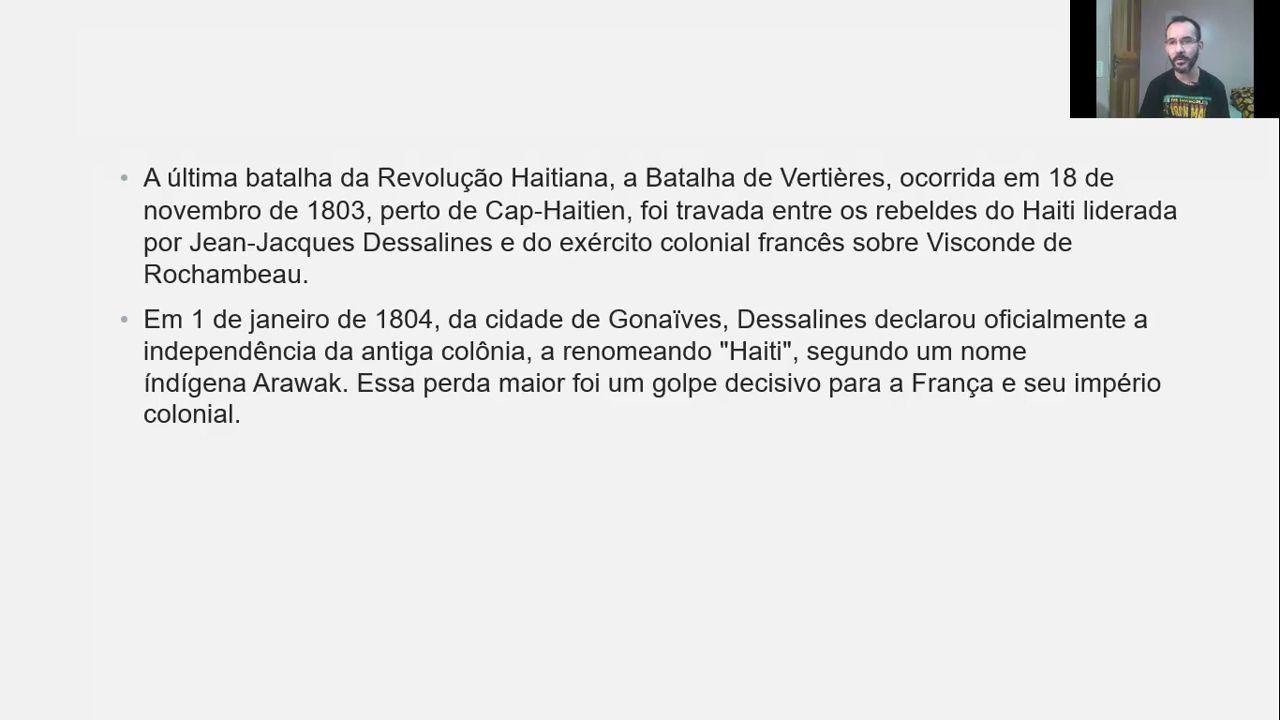 A última batalha da Revolução Haitiana, a Batalha de Vertières, ocorrida em 18 de
novembro de 1803, perto de Cap-Haitien, foi travada entre os rebeldes do Haiti liderada
por Jean-Jacques Dessalines e do exército colonial francês sobre Visconde de
Rochambeau.
Em 1 de janeiro de 1804, da cidade de Gonaïves, Dessalines declarou oficialmente a
independência da antiga colônia, a renomeando "Haiti", segundo um nome
índígena Arawak. Essa perda maior foi um golpe decisivo para a França e seu império
colonial.